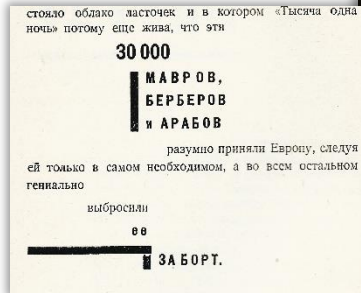 стояло облако ласточек и в котором «Тысяча одна
ночь» потому еще жива, что эти
30 000
МАВРОВ,
БЕРБЕРОВ
и АРАБОВ
разумно приняли Европу, следуя
ей только в самом необходимом, а во всем остальном
гениально
выбросили
ее
ЗА БОРТ.